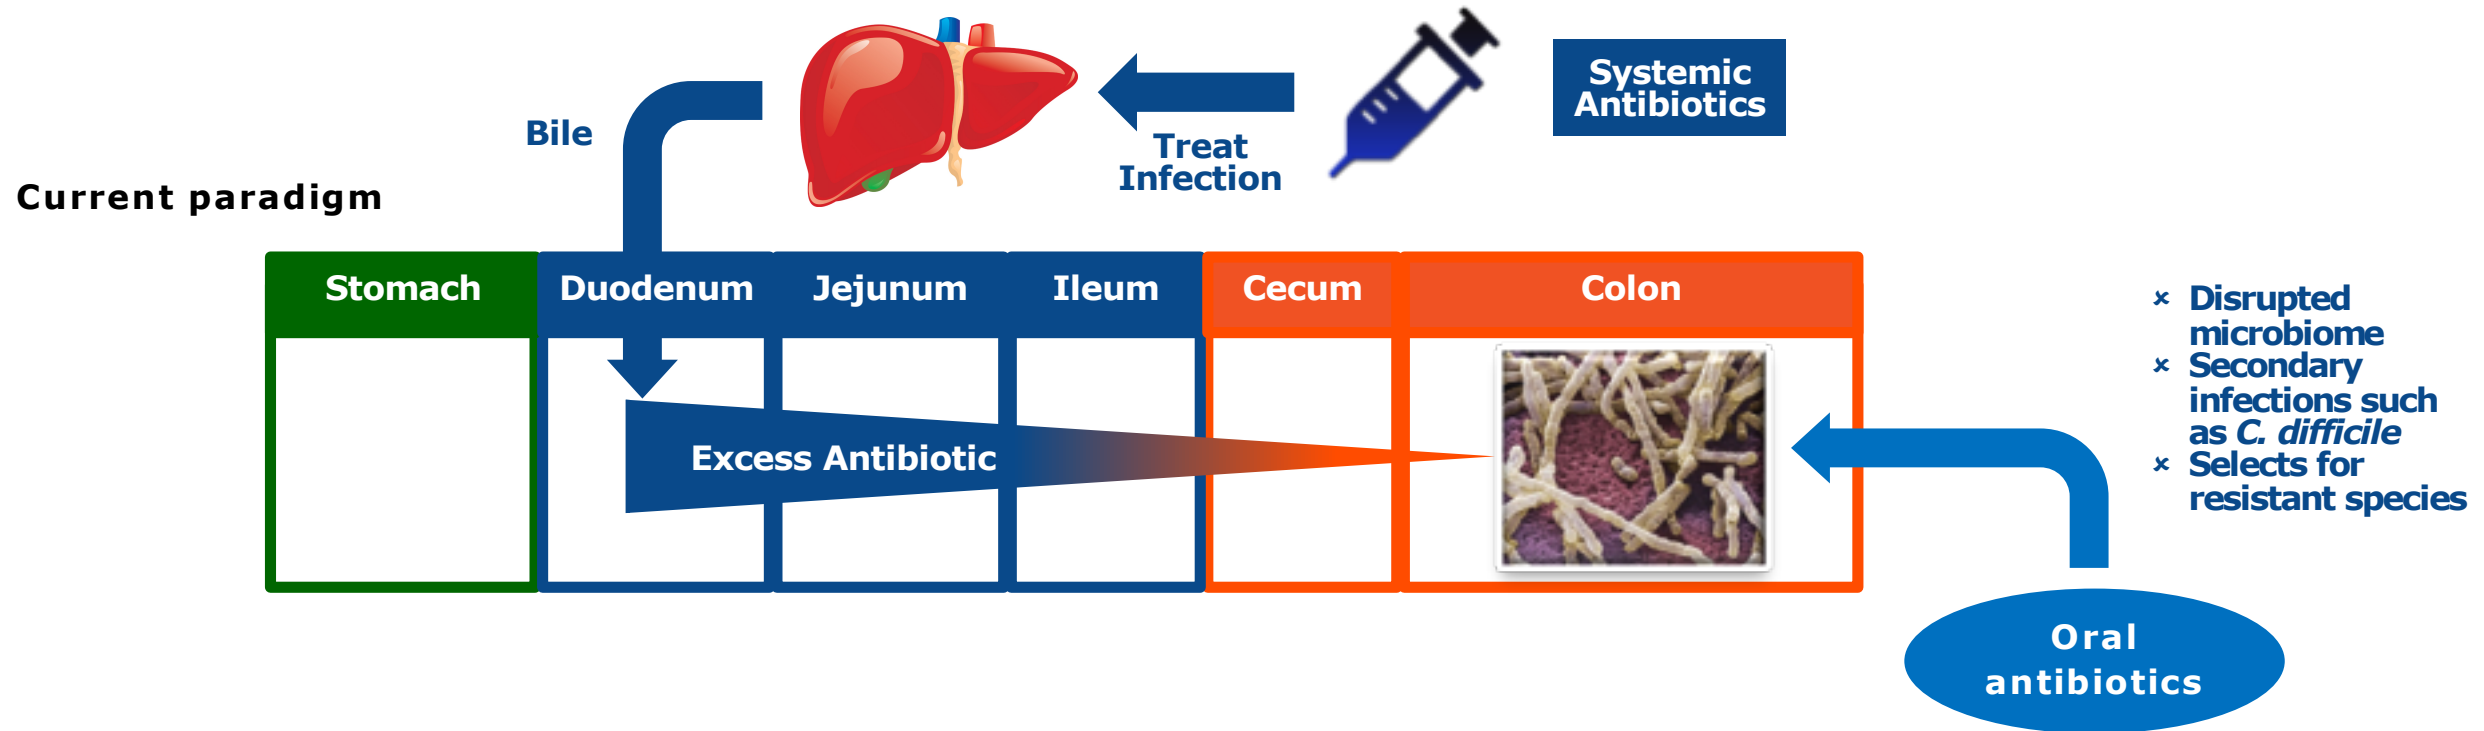 Systemic
Antibiotics
Bile
Treat
Infection
Current paradigm
Stomach
Duodenum
Jejunum
Ileum
Cecum
Colon
Excess Antibiotic
× Disrupted
microbiome
× Secondary
infections such
as C. difficile
× Selects for
resistant species
Oral
antibiotics